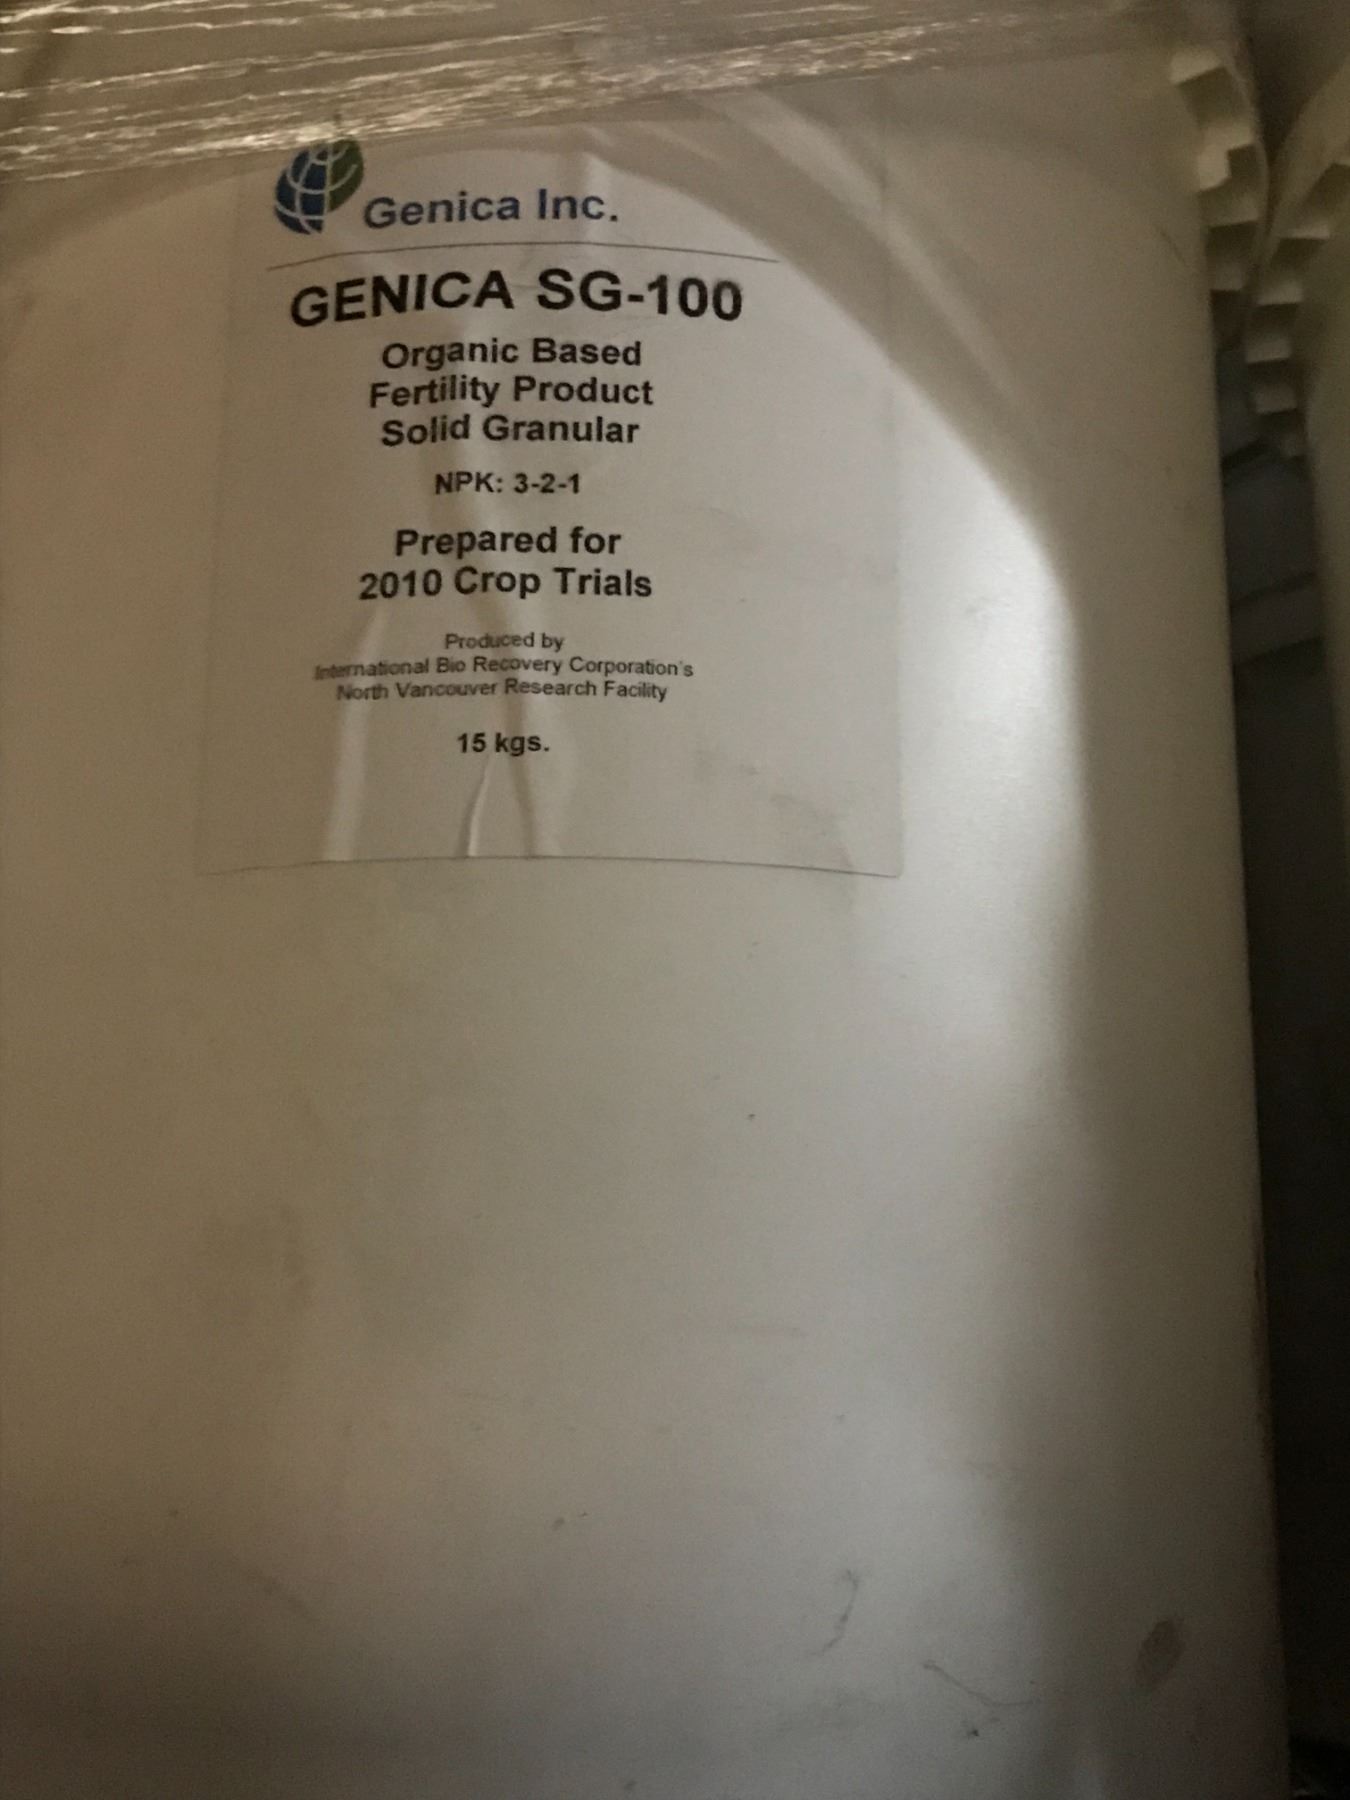 Genica Inc.
GENICA SG-100
Organic Based
Fertility Product
Solid Granular
NPK: 3-2-1
Prepared for
2010 Crop Trials
Produced by
International Bio Recovery Corporation's
North Vancouver Research Facility
15 kgs.